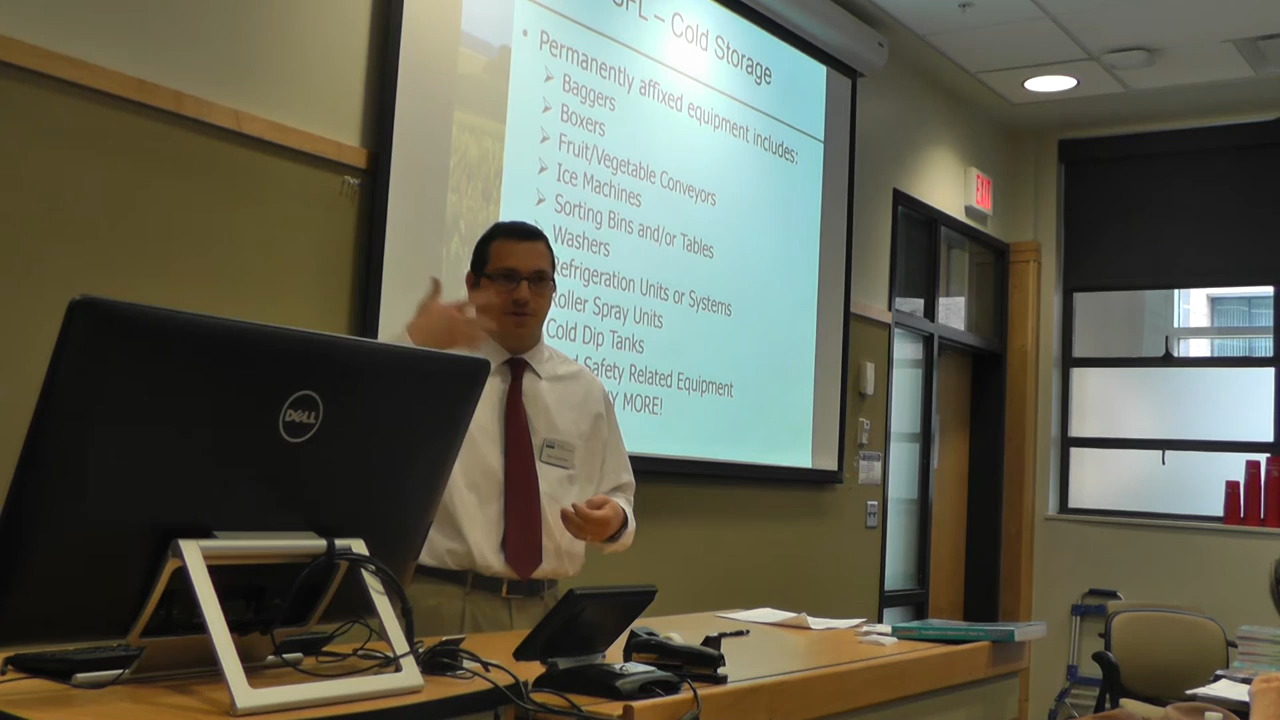 SFL – Cold Storage
• Permanently affixed equipment includes:
➢ Baggers
➢ Boxers
➢ Fruit/Vegetable Conveyors
➢ Ice Machines
➢ Sorting Bins and/or Tables
Washers
Refrigeration Units or Systems
Roller Spray Units
Cold Dip Tanks
Safety Related Equipment
MORE!
EXIT
DELL